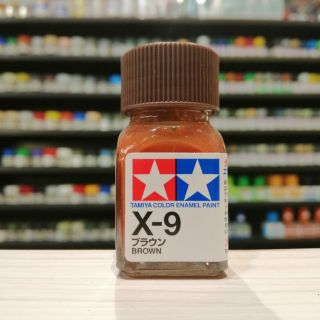 TAMIYA COLOR ENAMEL PAINT
X-9
ブラウン
BROWN